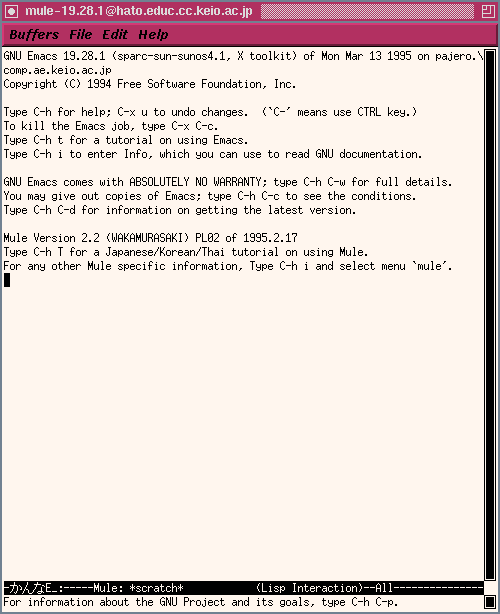 mule-19.28.1@hato.educ.cc.keio.ac.jp
Buffers File Edit Help
GNU Emacs 19.28.1 (sparc-sun-sunos4.1, X toolkit) of Mon Mar 13 1995 on pajero.\
comp.ae.keio.ac.jp
Copyright (C) 1994 Free Software Foundation, Inc.
Type C-h for help; C-x u to undo changes.  (`C-' means use CTRL key.)
To kill the Emacs job, type C-x C-c.
Type C-h t for a tutorial on using Emacs.
Type C-h i to enter Info, which you can use to read GNU documentation.
GNU Emacs comes with ABSOLUTELY NO WARRANTY; type C-h C-w for full details.
You may give out copies of Emacs; type C-h C-c to see the conditions.
Type C-h C-d for information on getting the latest version.
Mule Version 2.2 (WAKAMURASAKI) PL02 of 1995.2.17
Type C-h T for a Japanese/Korean/Thai tutorial on using Mule.
For any other Mule specific information, Type C-h i and select menu `mule'.
-かんなE_:-----Mule: *scratch*            (Lisp Interaction)--All---------------
For information about the GNU Project and its goals, type C-h C-p.